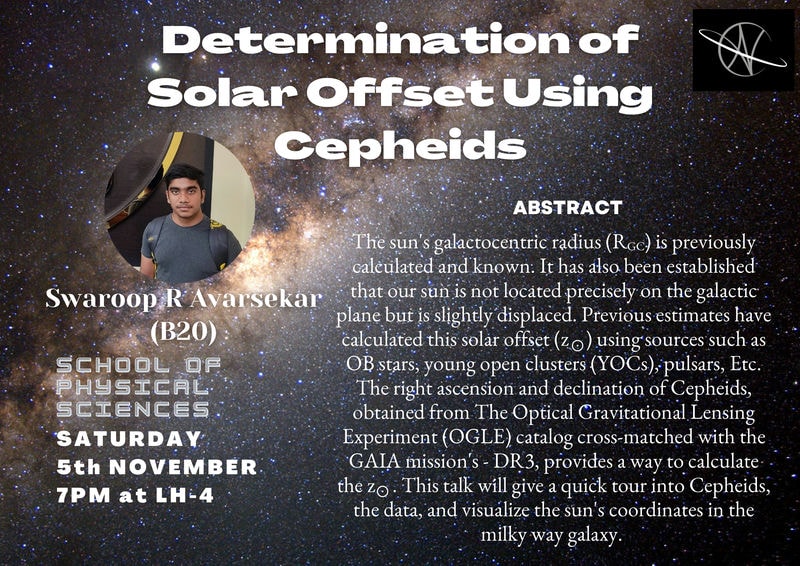 Determination of
Solar Offset Using
Cepheids
Swaroop R Avarsekar
(B20)
SCHOOL OF
PHYSICAL
SCIENCES
SATURDAY
5th NOVEMBER
7PM at LH-4
ABSTRACT
The sun's galactocentric radius (R_GC) is previously
calculated and known. It has also been established
that our sun is not located precisely on the galactic
plane but is slightly displaced. Previous estimates have
calculated this solar offset (z☉) using sources such as
OB stars, young open clusters (YOCs), pulsars, Etc.
The right ascension and declination of Cepheids,
obtained from The Optical Gravitational Lensing
Experiment (OGLE) catalog cross-matched with the
GAIA mission's - DR3, provides a way to calculate
the z☉. This talk will give a quick tour into Cepheids,
the data, and visualize the sun's coordinates in the
milky way galaxy.